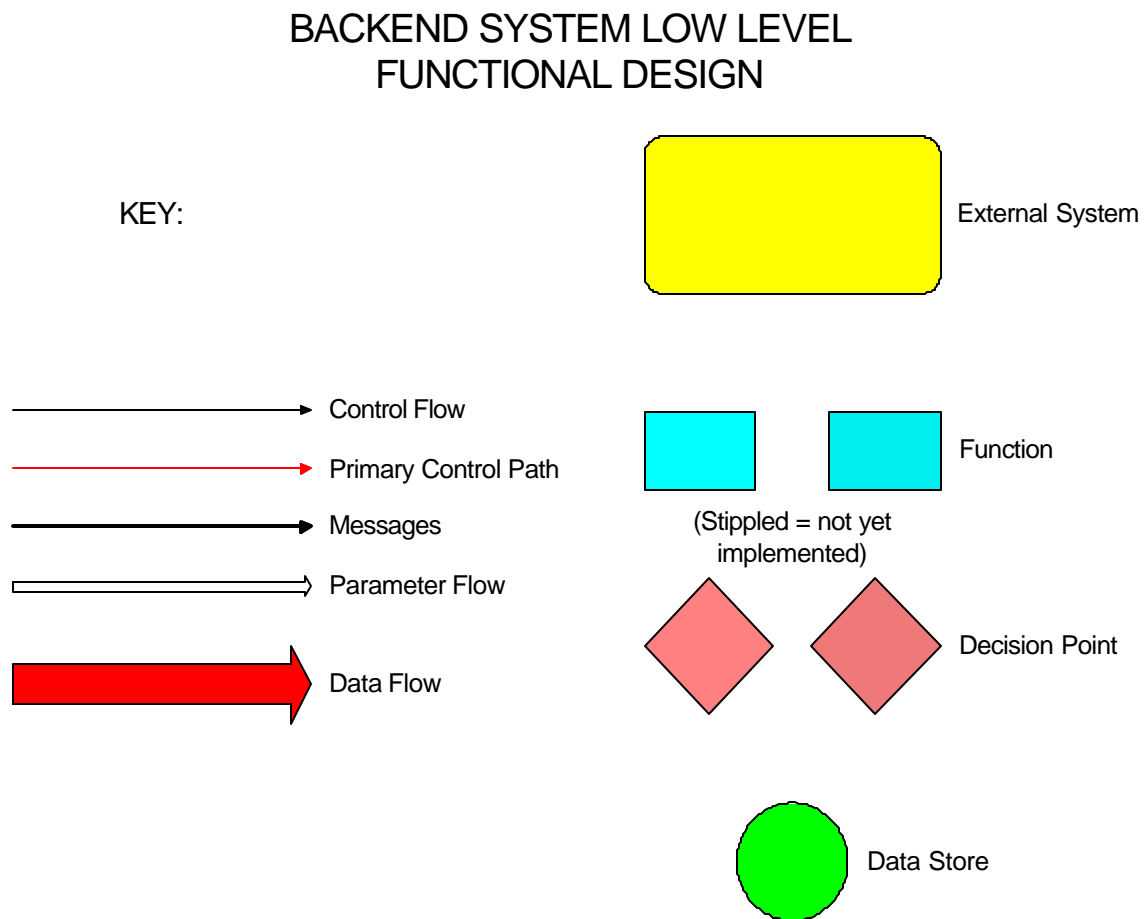 BACKEND SYSTEM LOW LEVEL
FUNCTIONAL DESIGN
KEY:
External System
Control Flow
Primary Control Path
Messages
Parameter Flow
Data Flow
Function
(Stippled = not yet
implemented)
Decision Point
Data Store